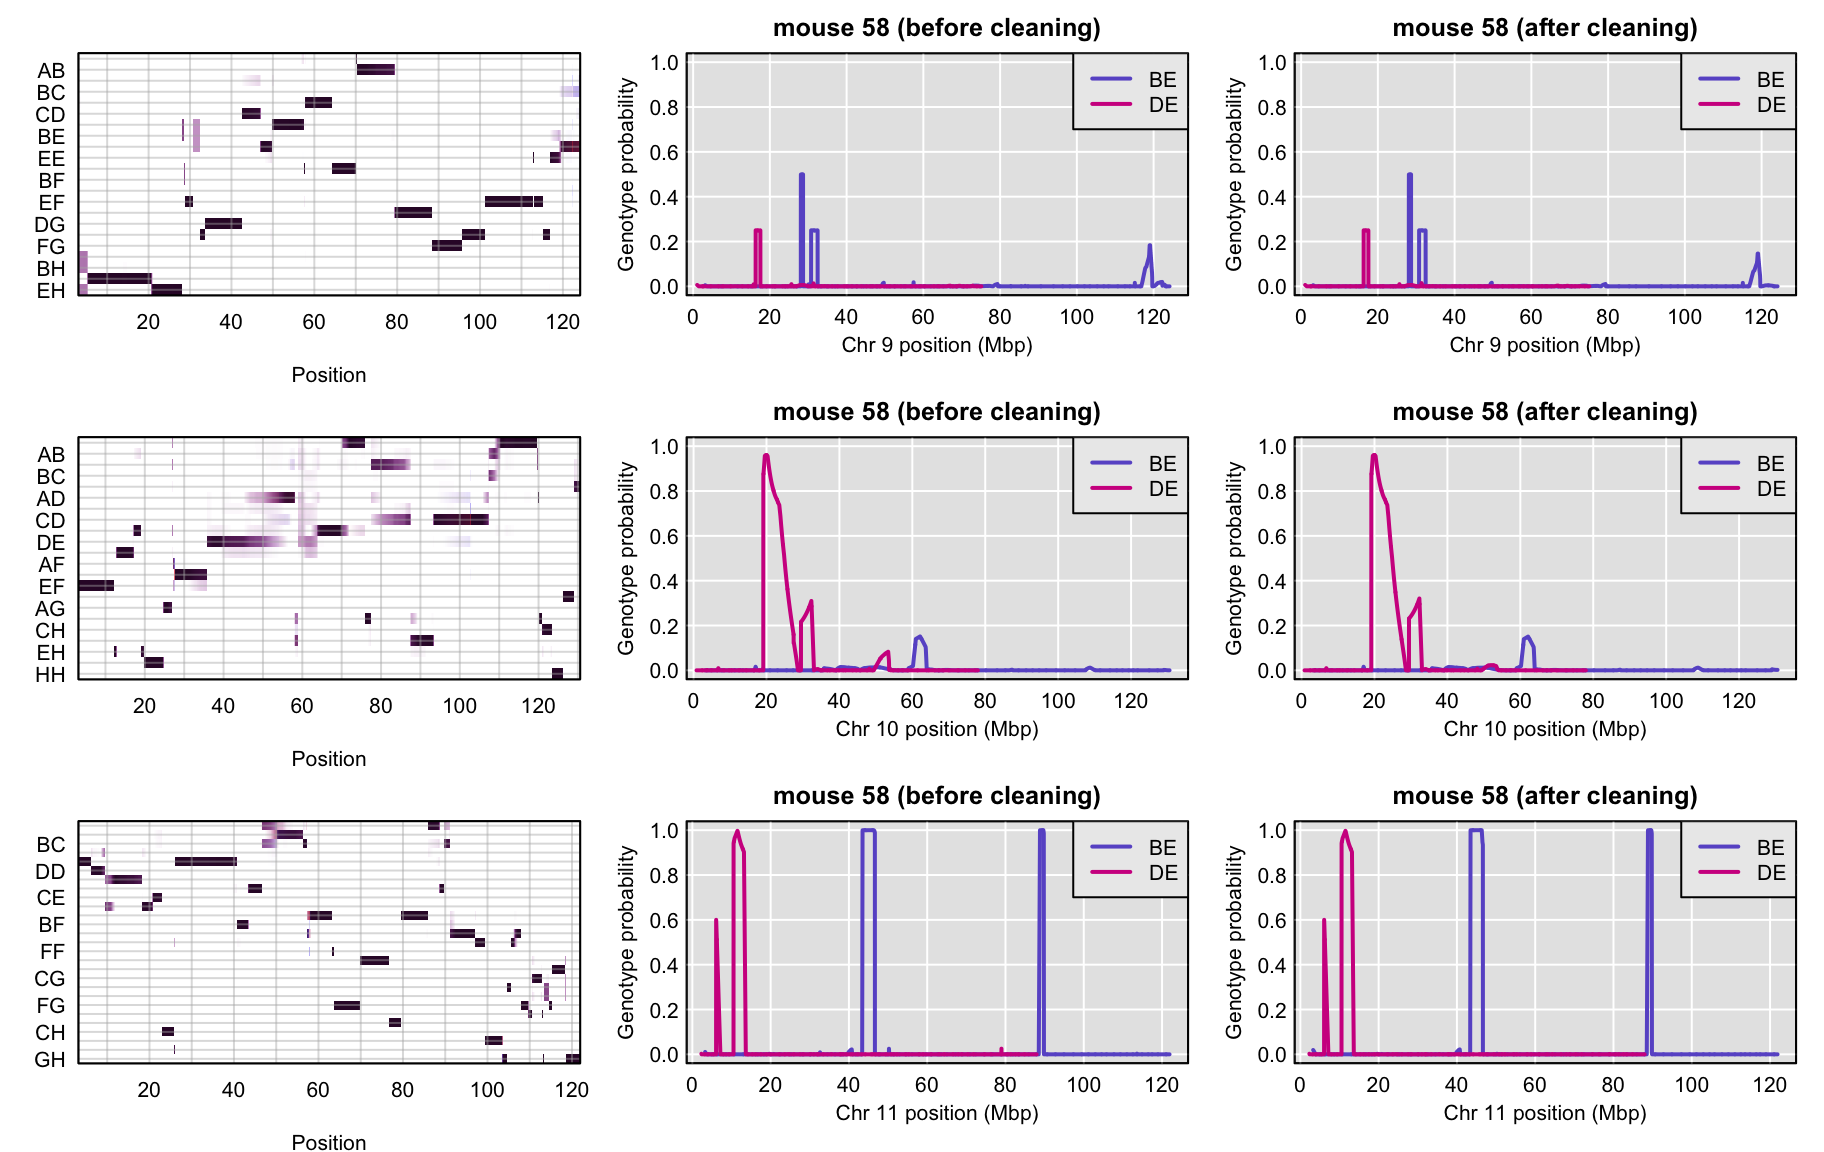 AB
BC
CD
BE
EE
BF
EF
DG
FG
BH
EH
20 40 60 80 100 120
Position
mouse 58 (before cleaning)
Genotype probability
1.0
0.8
0.6
0.4
0.2
0.0
BE
DE
0 20 40 60 80 100 120
Chr 9 position (Mbp)
mouse 58 (after cleaning)
Genotype probability
1.0
0.8
0.6
0.4
0.2
0.0
BE
DE
0 20 40 60 80 100 120
Chr 9 position (Mbp)
AB
BC
AD
CD
DE
AF
EF
AG
CH
EH
HH
20 40 60 80 100 120
Position
mouse 58 (before cleaning)
Genotype probability
1.0
0.8
0.6
0.4
0.2
0.0
BE
DE
0 20 40 60 80 100 120
Chr 10 position (Mbp)
mouse 58 (after cleaning)
Genotype probability
1.0
0.8
0.6
0.4
0.2
0.0
BE
DE
0 20 40 60 80 100 120
Chr 10 position (Mbp)
BC
DD
CE
BF
FF
CG
FG
CH
GH
20 40 60 80 100 120
Position
mouse 58 (before cleaning)
Genotype probability
1.0
0.8
0.6
0.4
0.2
0.0
BE
DE
0 20 40 60 80 100 120
Chr 11 position (Mbp)
mouse 58 (after cleaning)
Genotype probability
1.0
0.8
0.6
0.4
0.2
0.0
BE
DE
0 20 40 60 80 100 120
Chr 11 position (Mbp)